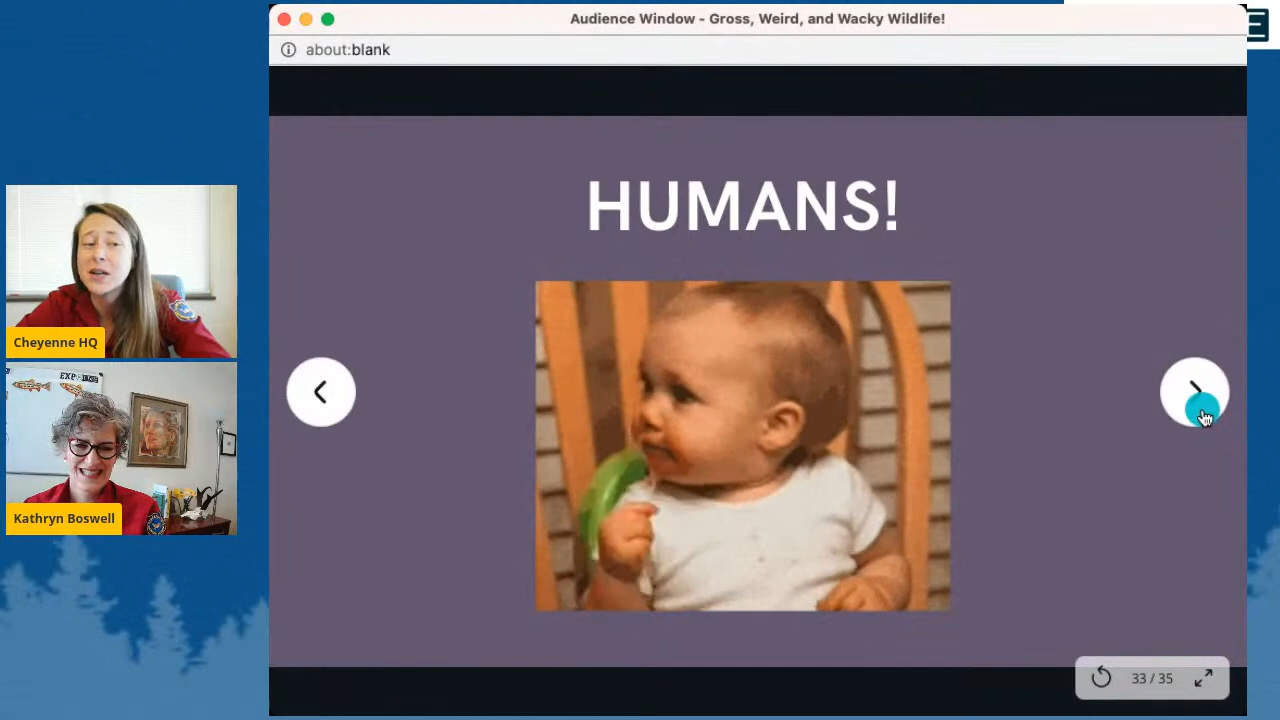 Audience Window - Gross, Weird, and Wacky Wildlife!
about:blank
HUMANS!
Cheyenne HQ
Kathryn Boswell
33 / 35